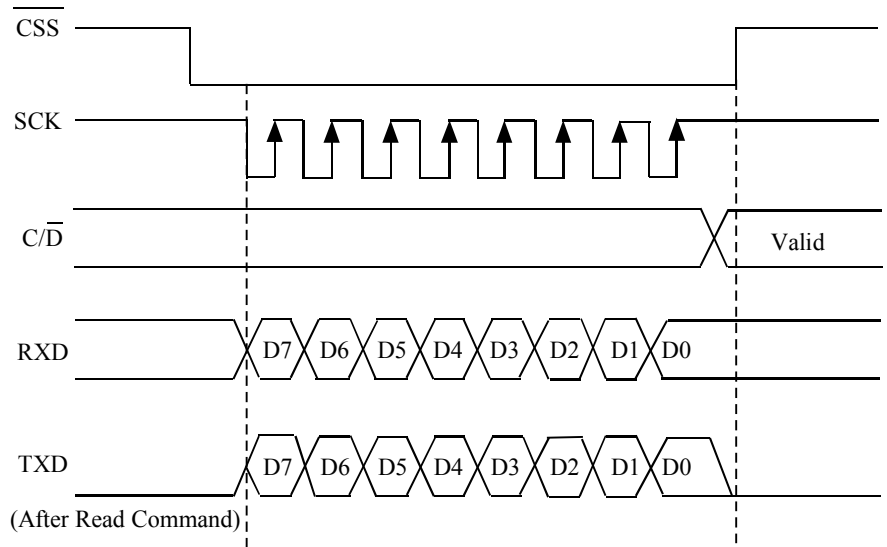 CSS
SCK
C/D
Valid
RXD
D7 D6 D5 D4 D3 D2 D1 D0
TXD
D7 D6 D5 D4 D3 D2 D1 D0
(After Read Command)